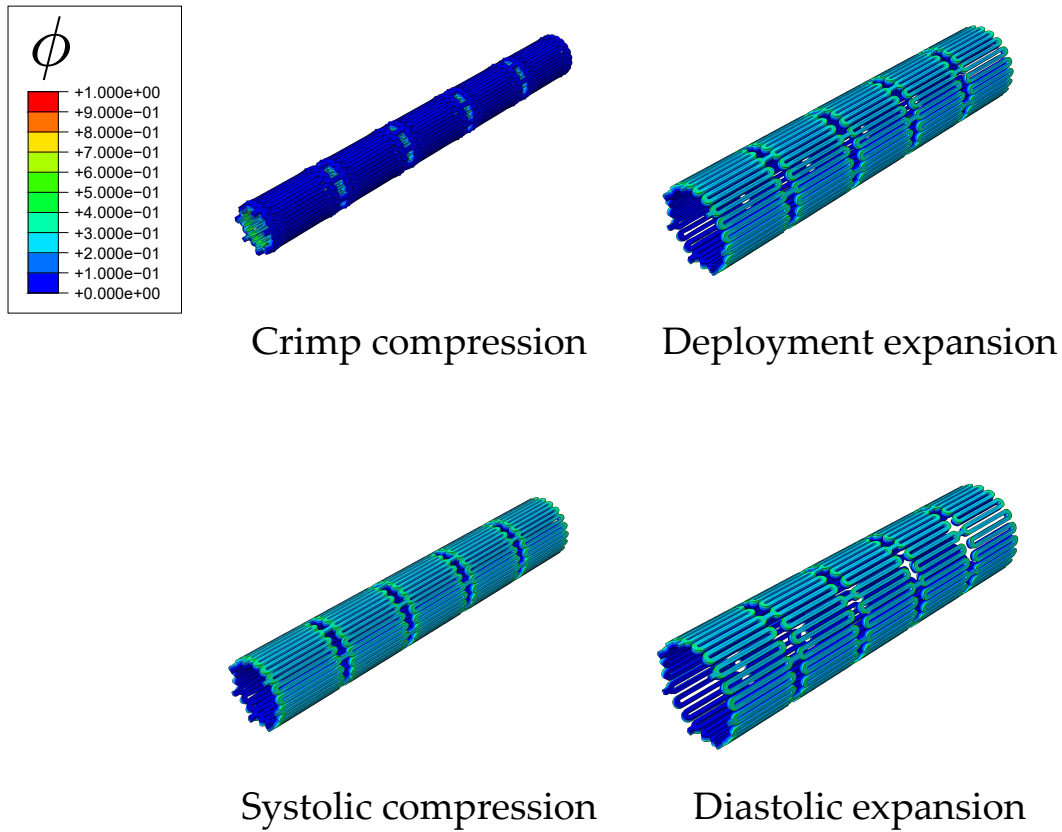 ϕ
+1.000e+00
+9.000e−01
+8.000e−01
+7.000e−01
+6.000e−01
+5.000e−01
+4.000e−01
+3.000e−01
+2.000e−01
+1.000e−01
+0.000e+00
Crimp compression
Deployment expansion
Systolic compression
Diastolic expansion